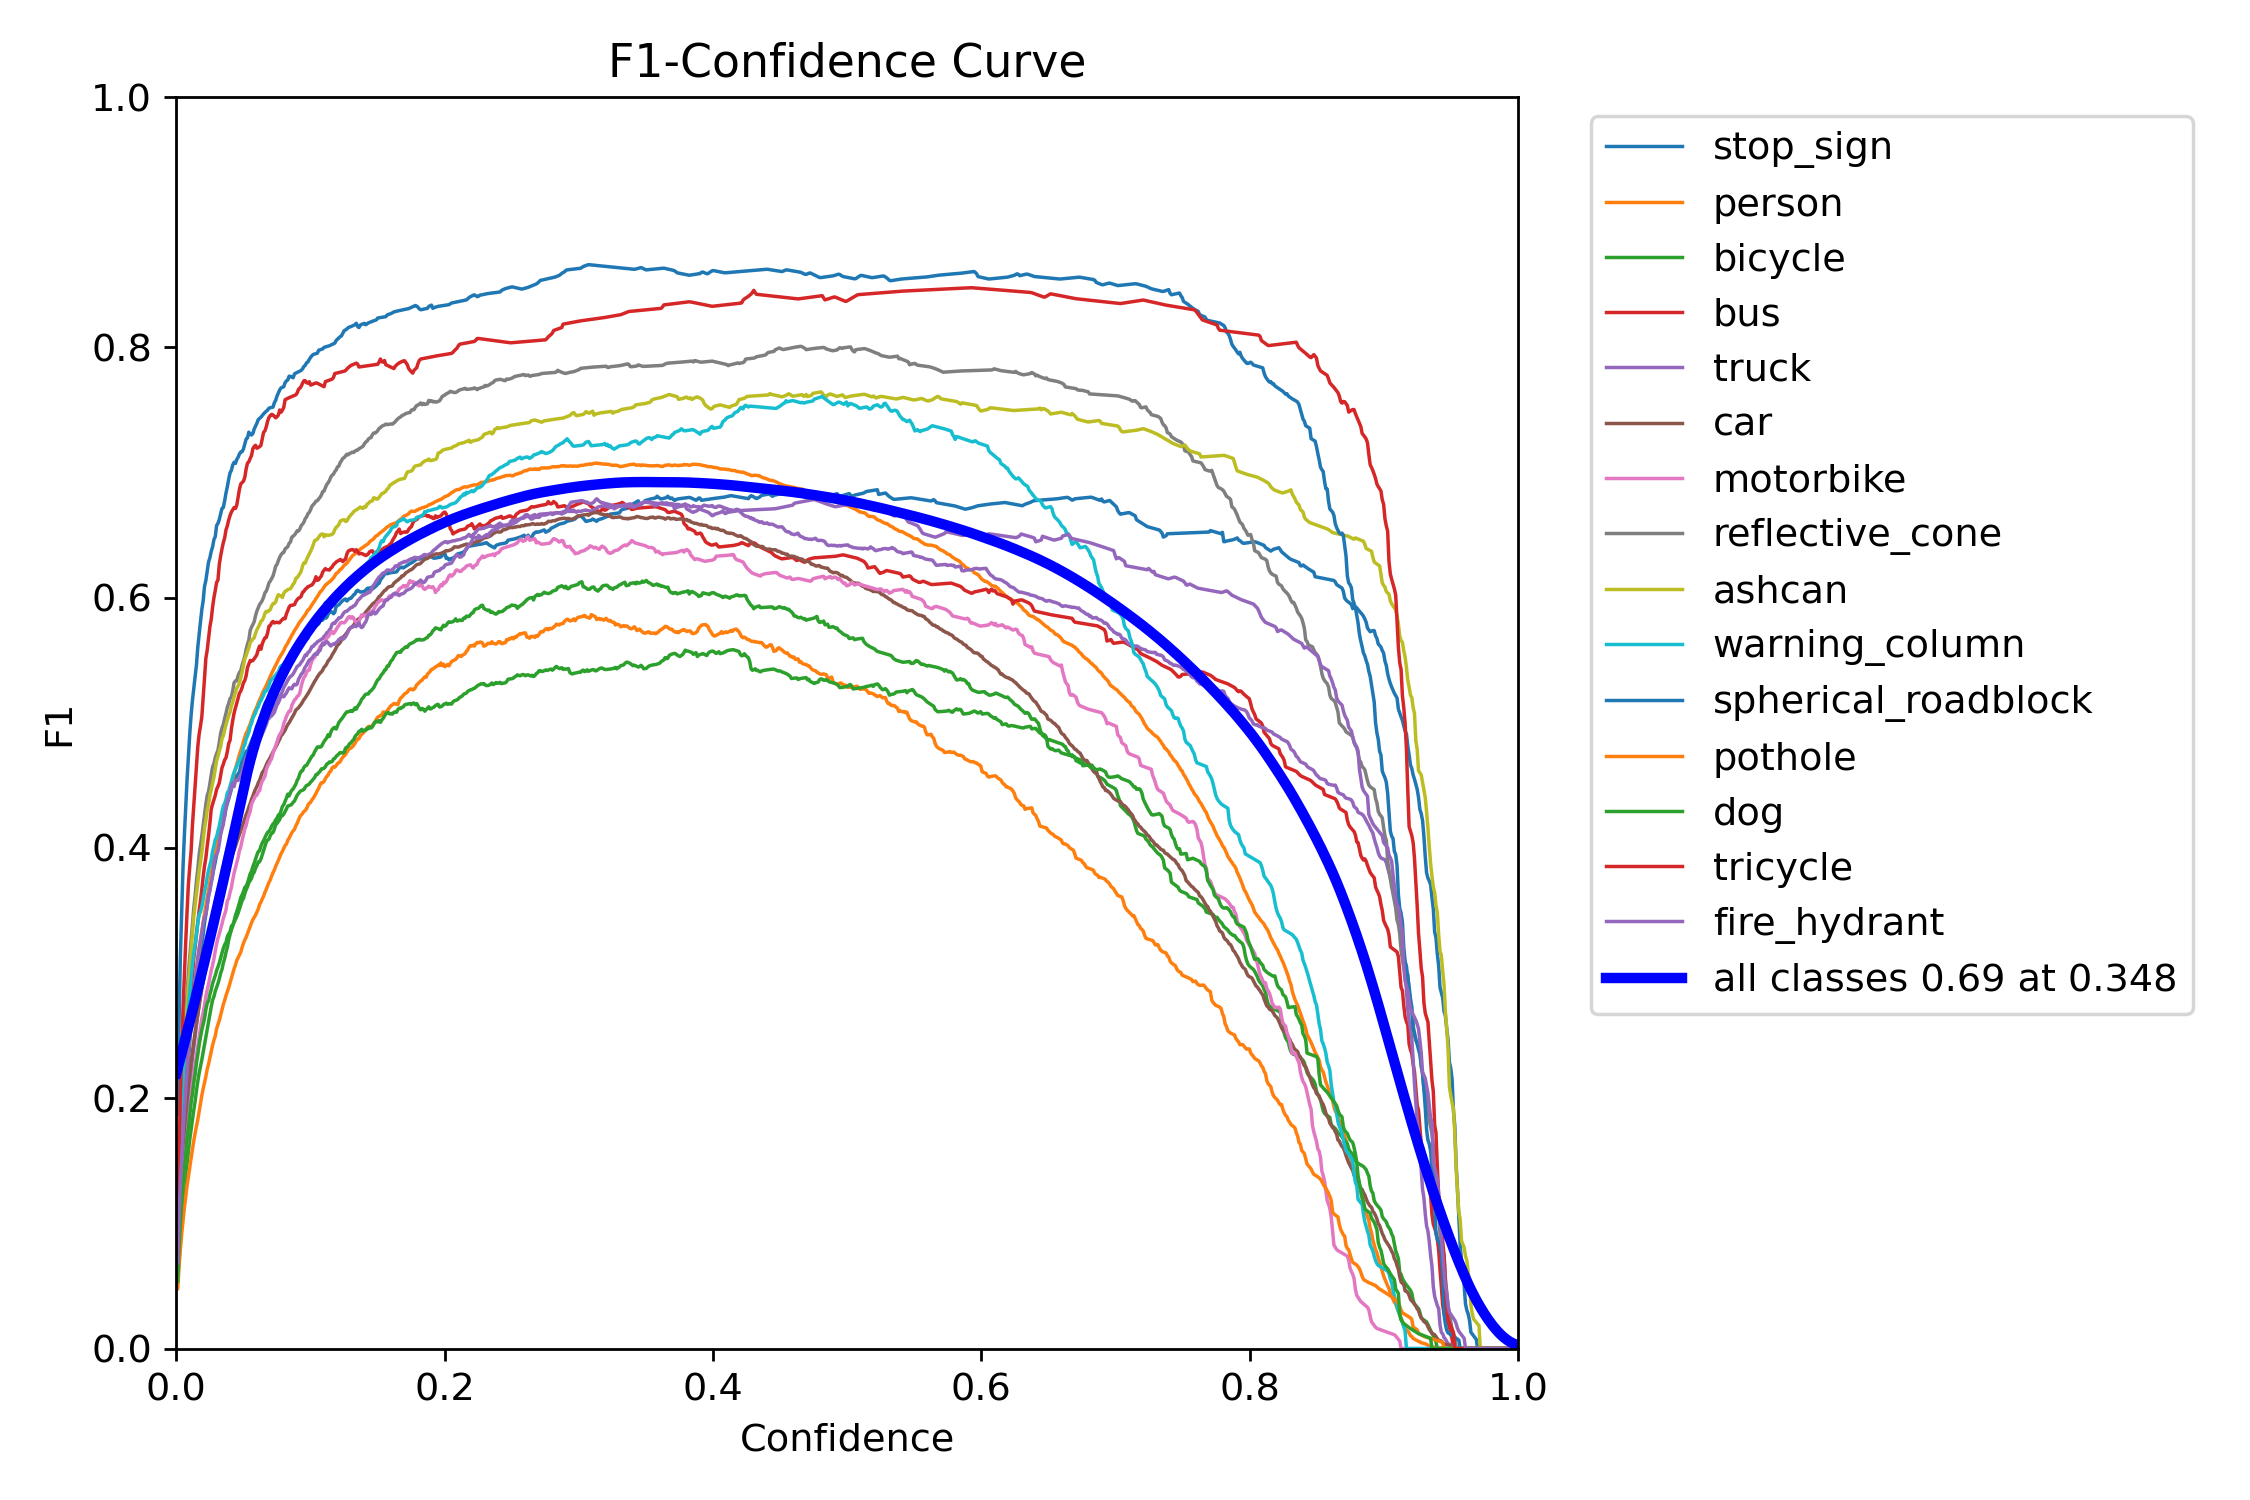 F1-Confidence Curve
1.0
0.8
0.6
0.4
0.2
0.0
F1
0.0 0.2 0.4 0.6 0.8 1.0
Confidence
stop_sign
person
bicycle
bus
truck
car
motorbike
reflective_cone
ashcan
warning_column
spherical_roadblock
pothole
dog
tricycle
fire_hydrant
all classes 0.69 at 0.348